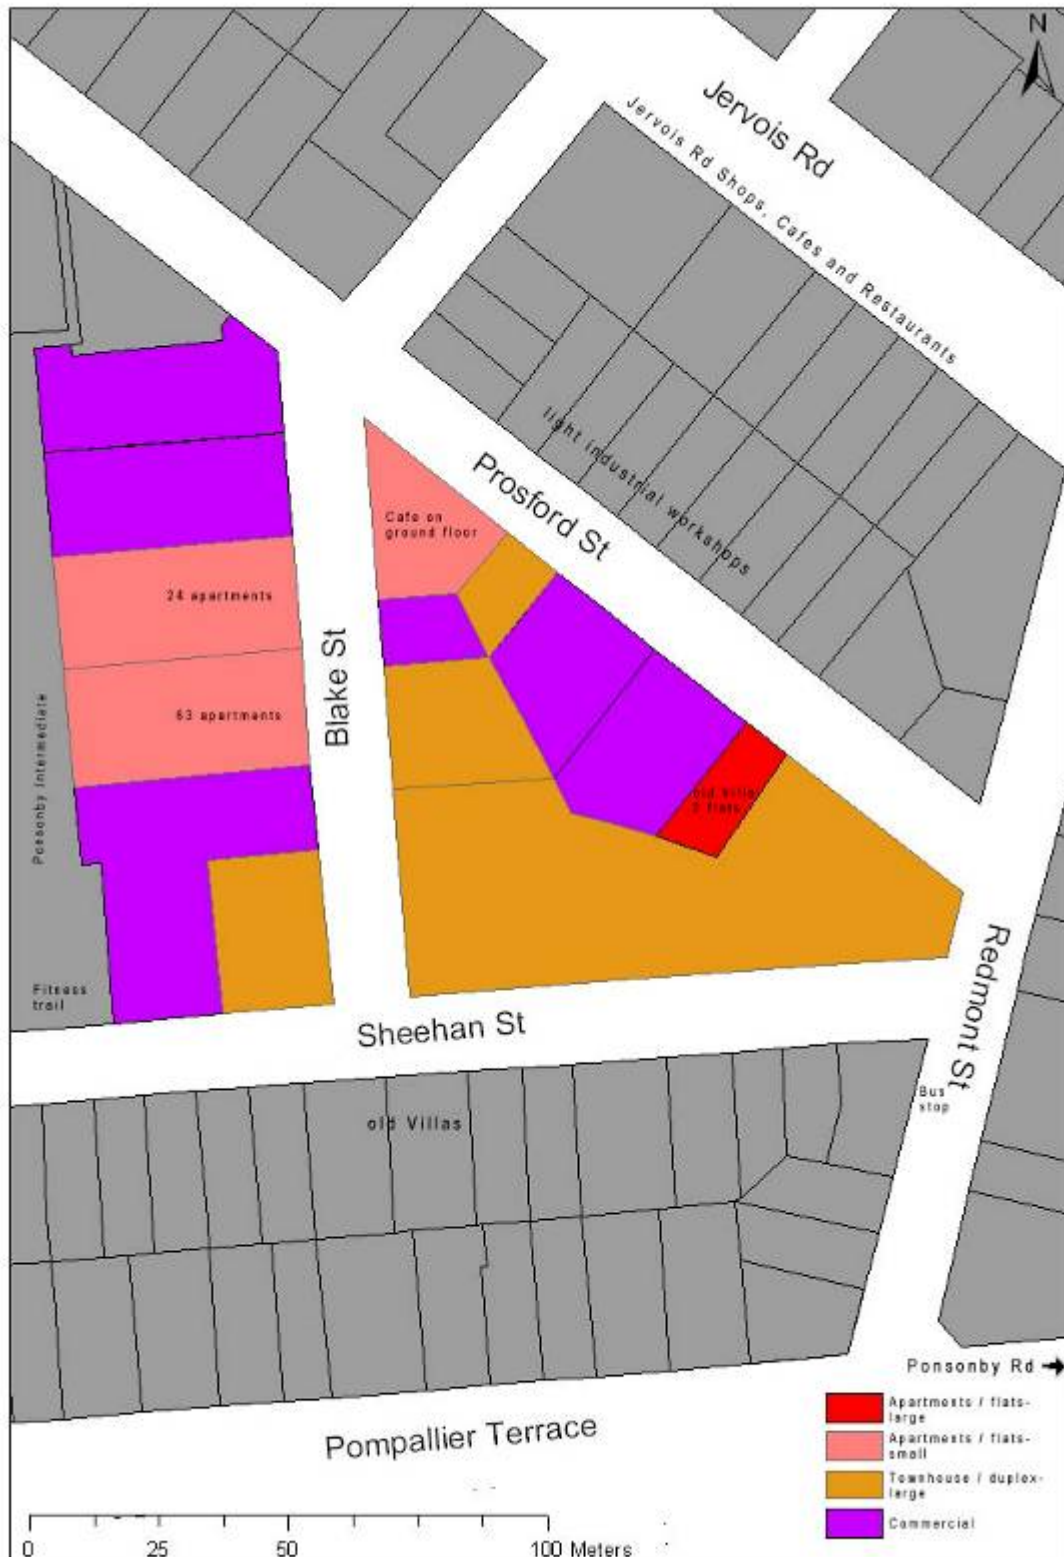 N
Jervois Rd
Jervois Rd Shops, Cafes and Restaurants
light industrial workshops
Prosford St
Cafe on
ground floor
24 apartments
Blake St
63 apartments
Ponsonby Intermediate
old Villa
Fitness
trail
Redmont St
Sheehan St
Bus
stop
old Villas
Ponsonby Rd
Pompallier Terrace
Apartments / flats-
large
Apartments / flats-
small
Townhouse / duplex-
large
Commercial
0 25 50 100 Meters